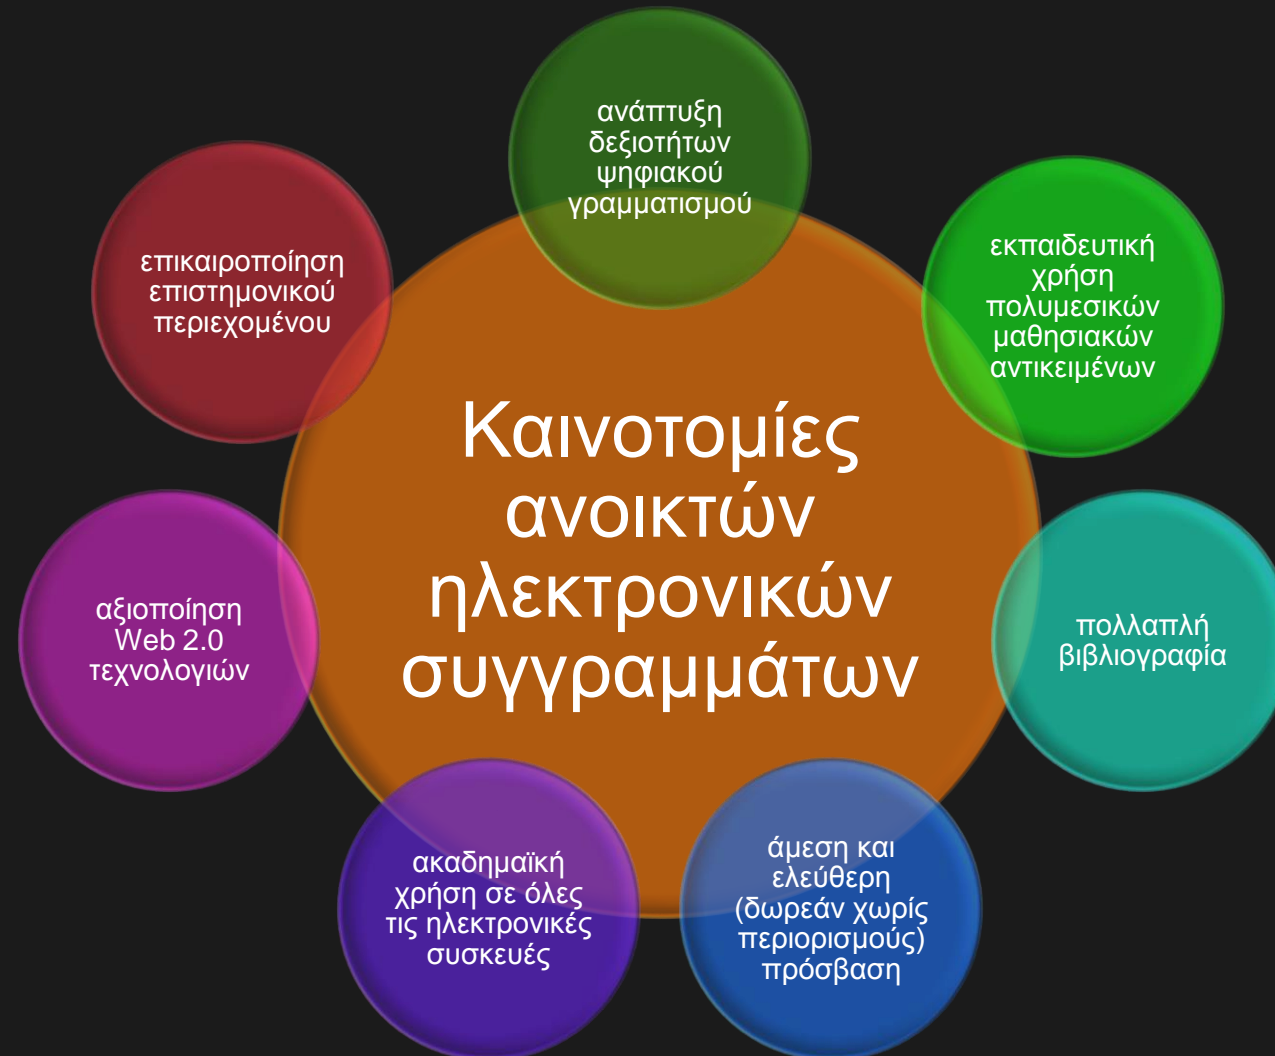 ανάπτυξη
δεξιοτήτων
ψηφιακού
γραμματισμού
εκπαιδευτική
χρήση
πολυμεσικών
μαθησιακών
αντικειμένων
πολλαπλή
βιβλιογραφία
άμεση και
ελεύθερη
(δωρεάν χωρίς
περιορισμούς)
πρόσβαση
ακαδημαϊκή
χρήση σε όλες
τις ηλεκτρονικές
συσκευές
αξιοποίηση
Web 2.0
τεχνολογιών
επικαιροποίηση
επιστημονικού
περιεχομένου
Καινοτομίες
ανοικτών
ηλεκτρονικών
συγγραμμάτων